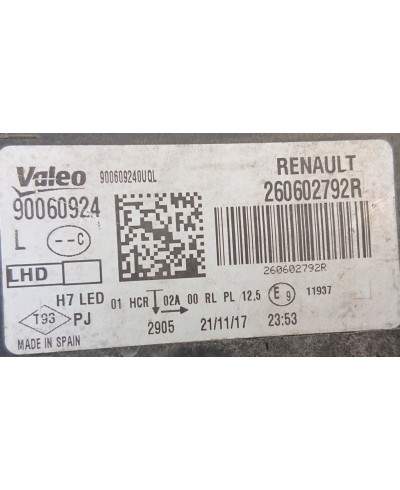 Valeo 90060924OUQL RENAULT
90060924 260602792R
L --C
LHD 260602792R
H7 LED 01 HCR 02A 00 RL PL 12,5 E9 11937
T93 PJ 2905 21/11/17 23:53
MADE IN SPAIN